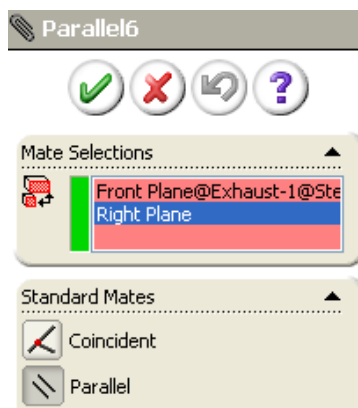 Parallel6
?
Mate Selections
Front Plane@Exhaust-1@Ste
Right Plane
Standard Mates
Coincident
Parallel